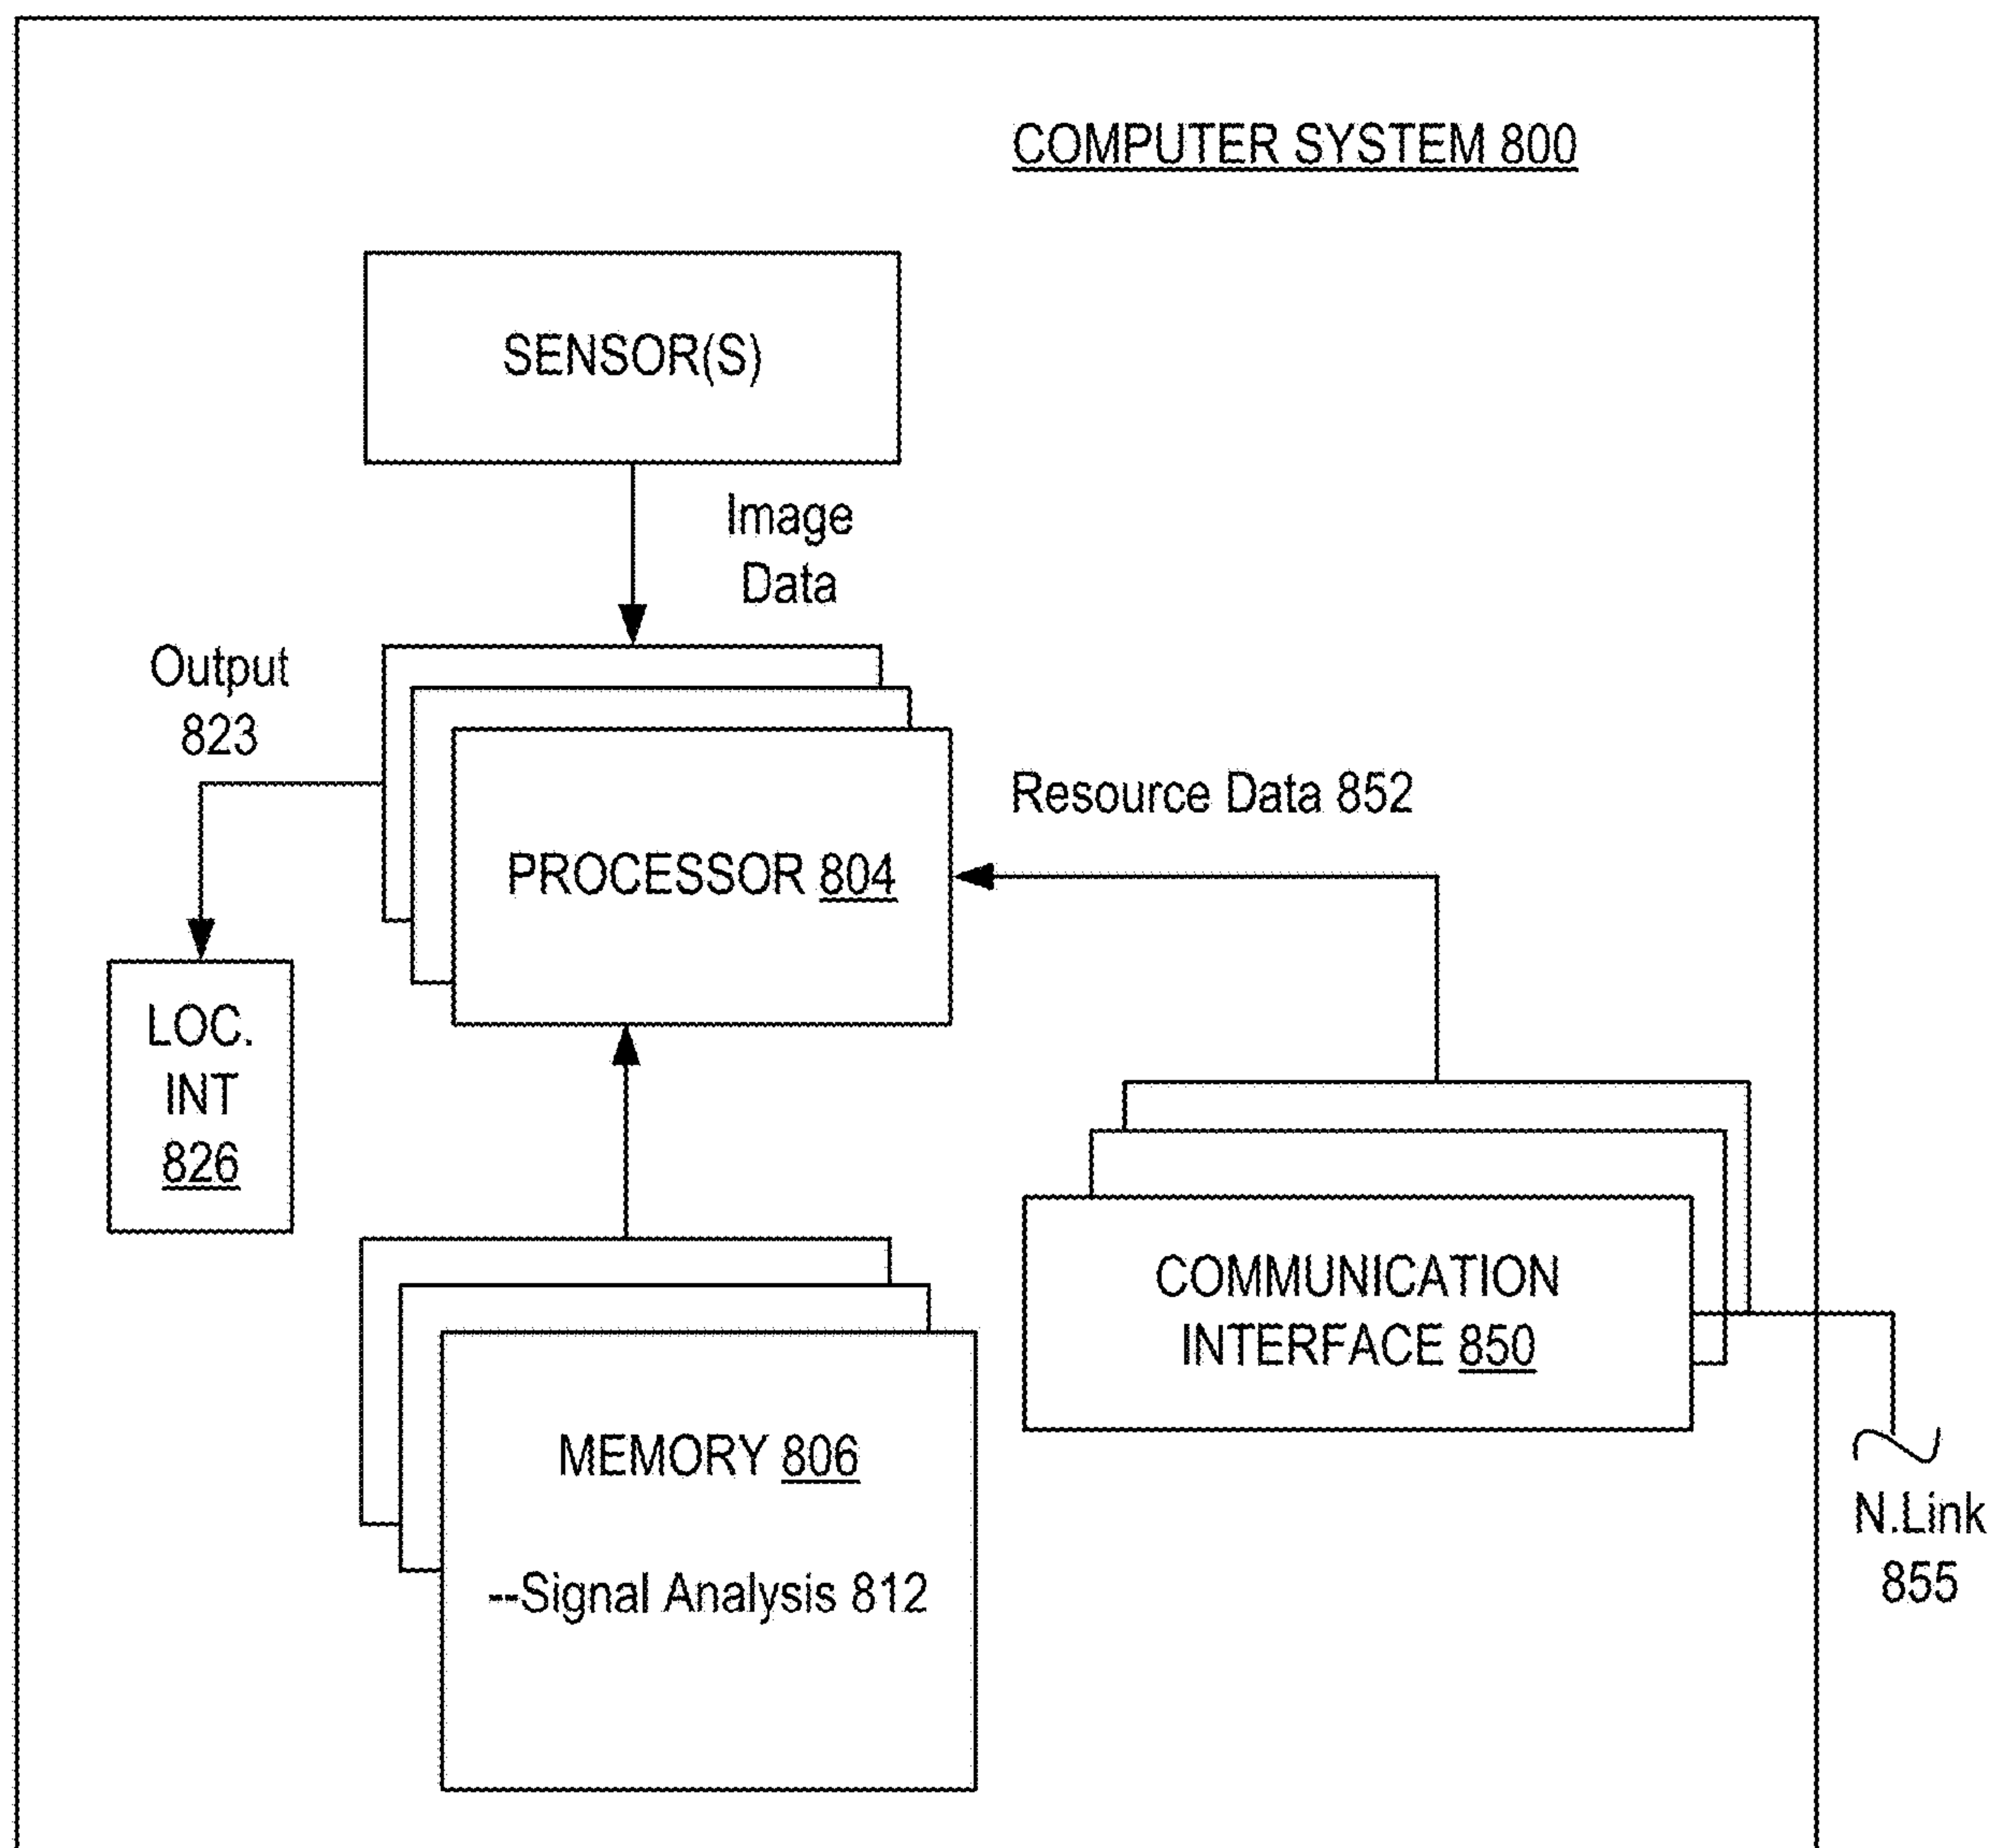 COMPUTER SYSTEM 800
SENSOR(S)
Image
Data
Output
823
PROCESSOR 804
Resource Data 852
LOC.
INT
826
COMMUNICATION
INTERFACE 850
MEMORY 806
--Signal Analysis 812
N.Link
855